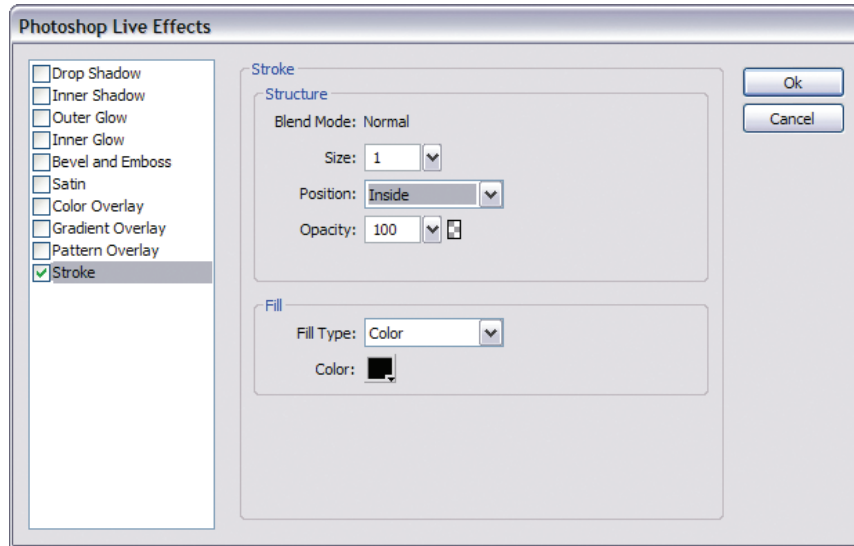 Photoshop Live Effects
Drop Shadow
Inner Shadow
Outer Glow
Inner Glow
Bevel and Emboss
Satin
Color Overlay
Gradient Overlay
Pattern Overlay
Stroke
Stroke
Structure
Blend Mode: Normal
Size: 1
Position: Inside
Opacity: 100
Fill
Fill Type: Color
Color:
Ok
Cancel